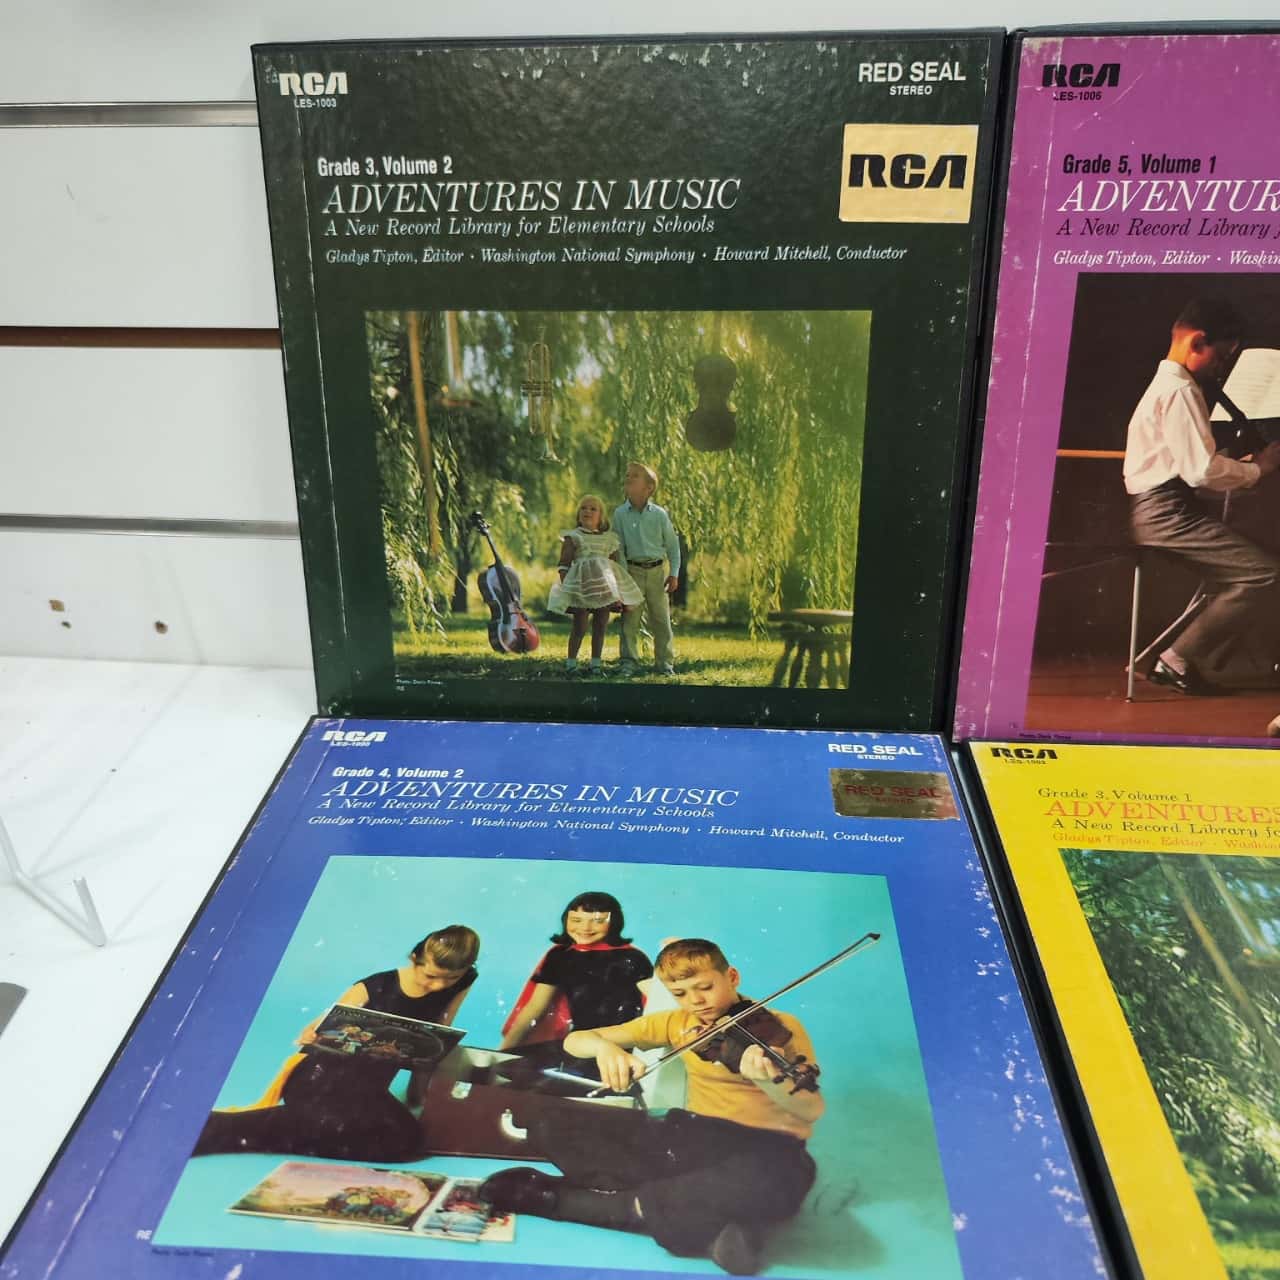 RCA
LES-1003
RED SEAL
STEREO
RCA
Grade 3, Volume 2
ADVENTURES IN MUSIC
A New Record Library for Elementary Schools
Gladys Tipton, Editor · Washington National Symphony · Howard Mitchell, Conductor
RCA
LES-1006
Grade 5, Volume 1
ADVENTUR
A New Record Library
Gladys Tipton, Editor · Washin
RCA
RED SEAL
STEREO
RED SEAL
Grade 4, Volume 2
ADVENTURES IN MUSIC
A New Record Library for Elementary Schools
Gladys Tipton, Editor · Washington National Symphony · Howard Mitchell, Conductor
RCA
Grade 3, Volume 1
ADVENTURES
A New Record Library fo
Gladys Tipton, Editor · Washin